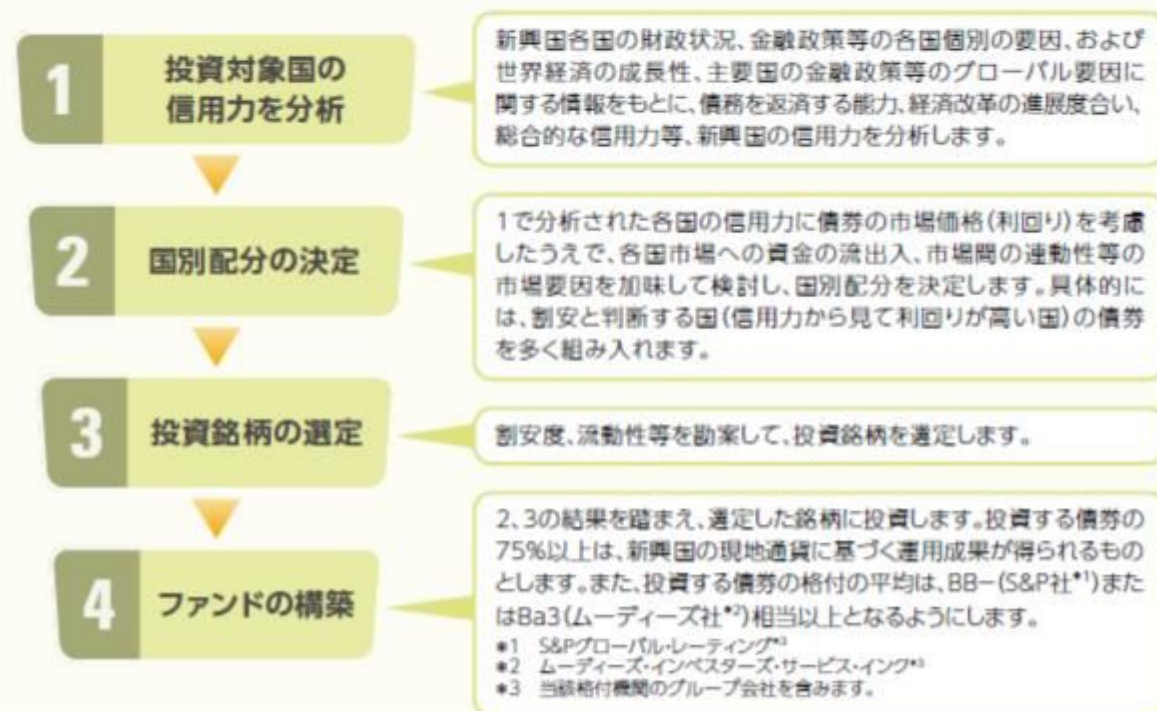 1
投資対象国の
信用力を分析
新興国各国の財政状況、金融政策等の各国個別の要因、および
世界経済の成長性、主要国の金融政策等のグローバル要因に
関する情報をもとに、債務を返済する能力、経済改革の進展度合い、
総合的な信用力等、新興国の信用力を分析します。
2
国別配分の決定
1で分析された各国の信用力に債券の市場価格(利回り)を考慮
したうえで、各国市場への資金の流出入、市場間の連動性等の
市場要因を加味して検討し、国別配分を決定します。具体的に
は、割安と判断する国(信用力から見て利回りが高い国)の債券
を多く組み入れます。
3
投資銘柄の選定
割安度、流動性等を勘案して、投資銘柄を選定します。
4
ファンドの構築
2、3の結果を踏まえ、選定した銘柄に投資します。投資する債券の
75%以上は、新興国の現地通貨に基づく運用成果が得られるもの
とします。また、投資する債券の格付の平均は、BB−(S&P社*1)また
はBa3(ムーディーズ社*2)相当以上となるようにします。
*1 S&Pグローバル・レーティング*3
*2 ムーディーズ・インベスターズ・サービス・インク*3
*3 当該格付機関のグループ会社を含みます。